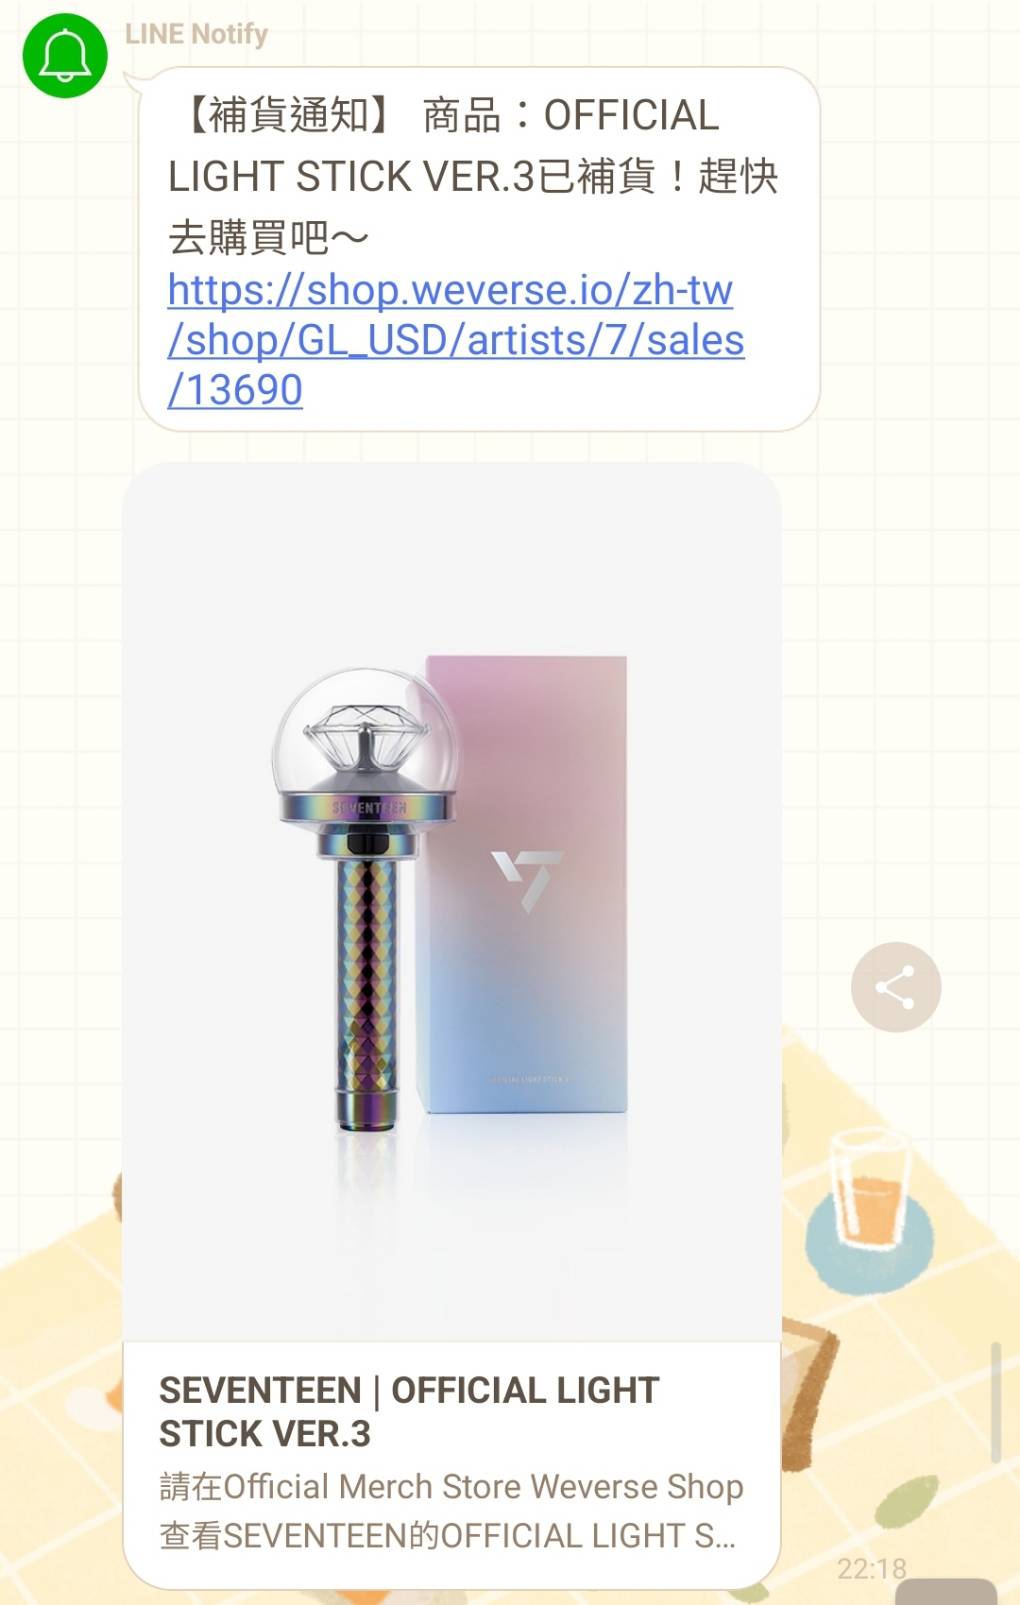 LINE Notify
【補貨通知】 商品：OFFICIAL
LIGHT STICK VER.3已補貨！趕快
去購買吧～
https://shop.weverse.io/zh-tw
/shop/GL_USD/artists/7/sales
/13690
SEVENTEEN
OFFICIAL LIGHT STICK
SEVENTEEN | OFFICIAL LIGHT
STICK VER.3
請在Official Merch Store Weverse Shop
查看SEVENTEEN的OFFICIAL LIGHT S...
22:18